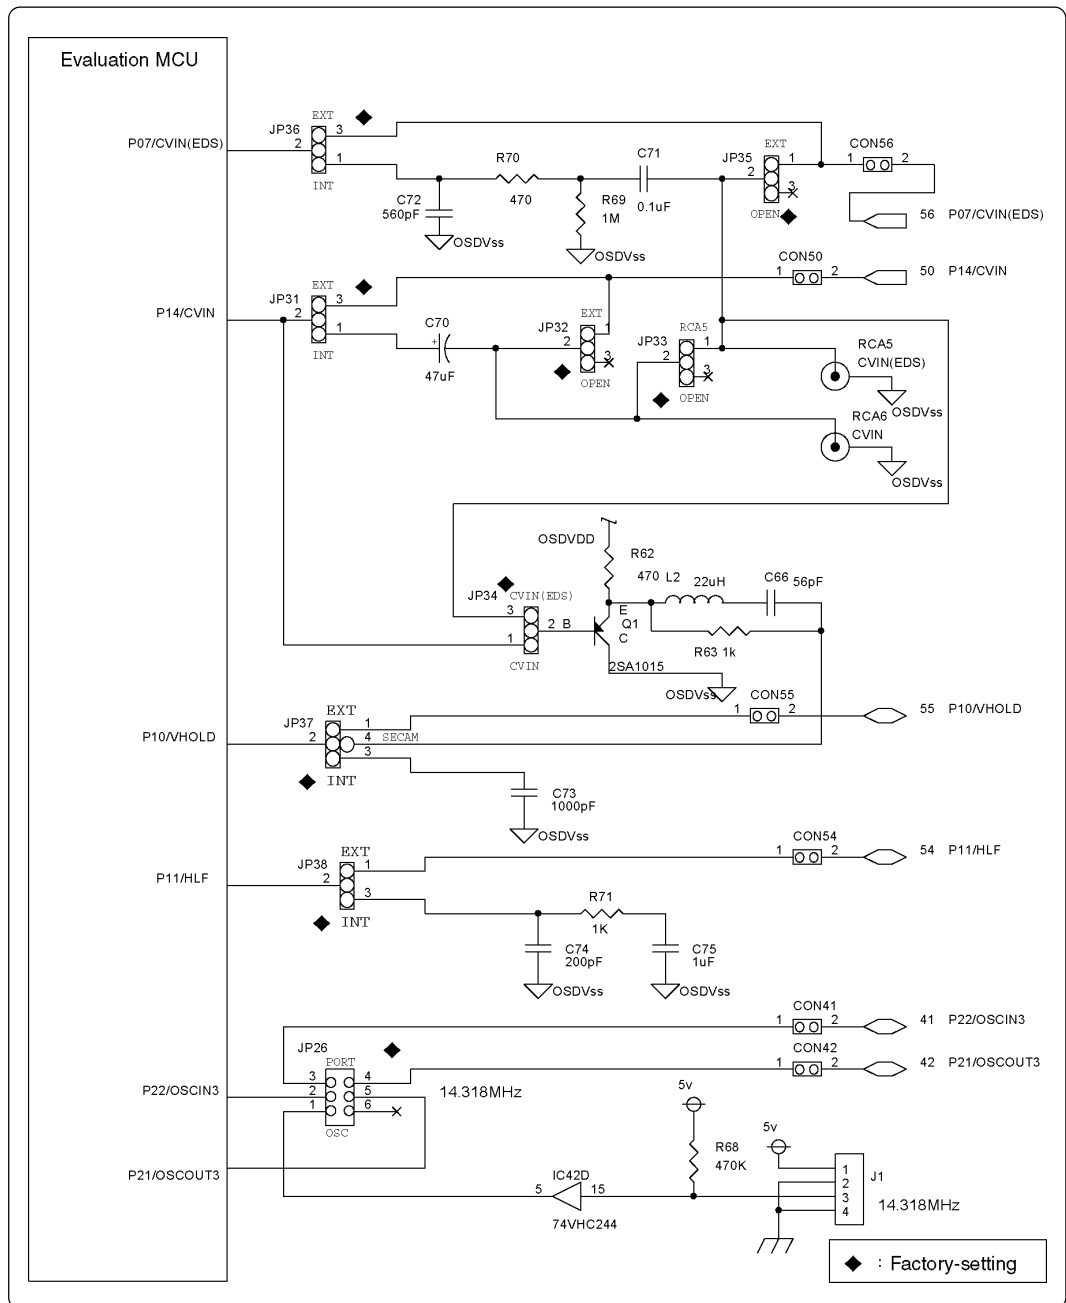 Evaluation MCU
P07/CVIN(EDS)
JP36
EXT
3
2
1
INT
C72
560pF
OSDVss
R70
470
R69
1M
OSDVss
C71
0.1uF
JP35
EXT
1
2
3
OPEN
CON56
1
2
56 P07/CVIN(EDS)
CON50
1
2
50 P14/CVIN
P14/CVIN
JP31
EXT
3
2
1
INT
C70
+
47uF
JP32
EXT
1
2
3
OPEN
JP33
RCA5
1
2
3
OPEN
RCA5
CVIN(EDS)
OSDVss
RCA6
CVIN
OSDVss
OSDVDD
R62
470
L2
22uH
C66
56pF
JP34
CVIN(EDS)
3
2
B
1
CVIN
E
Q1
C
2SA1015
R63 1k
OSDVss
CON55
1
2
55 P10/VHOLD
P10/VHOLD
JP37
EXT
1
2
4
SECAM
3
INT
C73
1000pF
OSDVss
CON54
1
2
54 P11/HLF
P11/HLF
JP38
EXT
1
2
3
INT
R71
1K
C74
200pF
OSDVss
C75
1uF
OSDVss
CON41
1
2
41 P22/OSCIN3
CON42
1
2
42 P21/OSCOUT3
P22/OSCIN3
JP26
PORT
3
4
2
5
1
6
OSC
14.318MHz
P21/OSCOUT3
5v
R68
470K
5v
IC42D
5
15
74VHC244
1
2
3
4
J1
14.318MHz
: Factory-setting